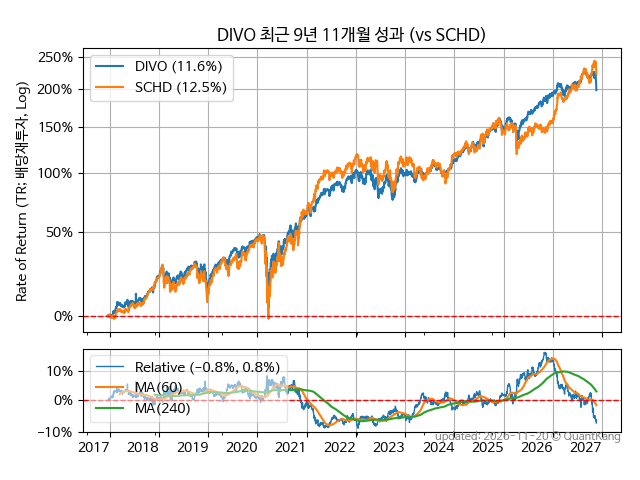 DIVO 최근 9년 11개월 성과 (vs SCHD)
Rate of Return (TR; 배당재투자, Log)
250%
200%
150%
100%
50%
0%
DIVO (11.6%)
SCHD (12.5%)
10%
0%
−10%
Relative (−0.8%, 0.8%)
MA(60)
MA(240)
2017 2018 2019 2020 2021 2022 2023 2024 2025 2026 2027
updated: 2026-11-20 © QuantKang